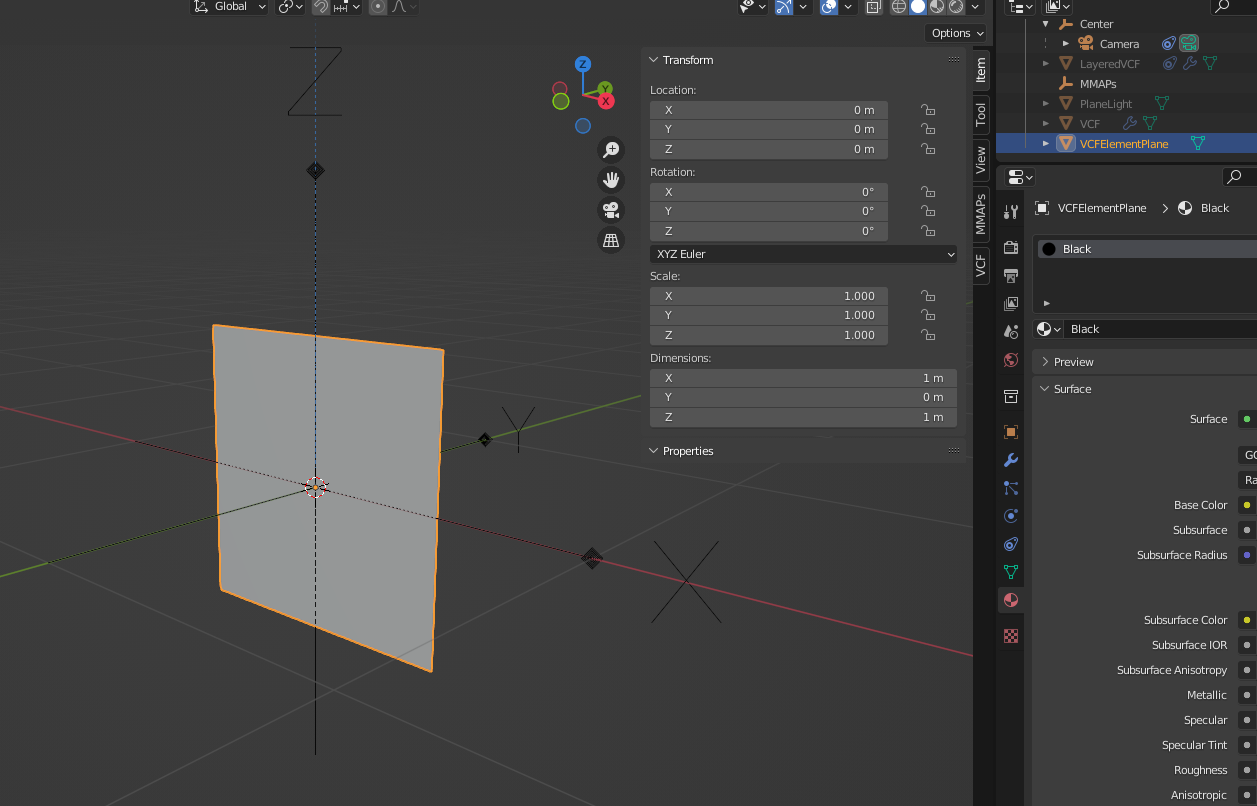 Global
Options
Transform
Location:
X 0 m
Y 0 m
Z 0 m
Rotation:
X 0°
Y 0°
Z 0°
XYZ Euler
Scale:
X 1.000
Y 1.000
Z 1.000
Dimensions:
X 1 m
Y 0 m
Z 1 m
Properties
Item
Tool
View
MMAPs
VCF
Z
Y
X
Z
Y
X
Center
Camera
LayeredVCF
MMAPs
PlaneLight
VCF
VCFElementPlane
VCFElementPlane > Black
Black
Black
Preview
Surface
Surface
Base Color
Subsurface
Subsurface Radius
Subsurface Color
Subsurface IOR
Subsurface Anisotropy
Metallic
Specular
Specular Tint
Roughness
Anisotropic